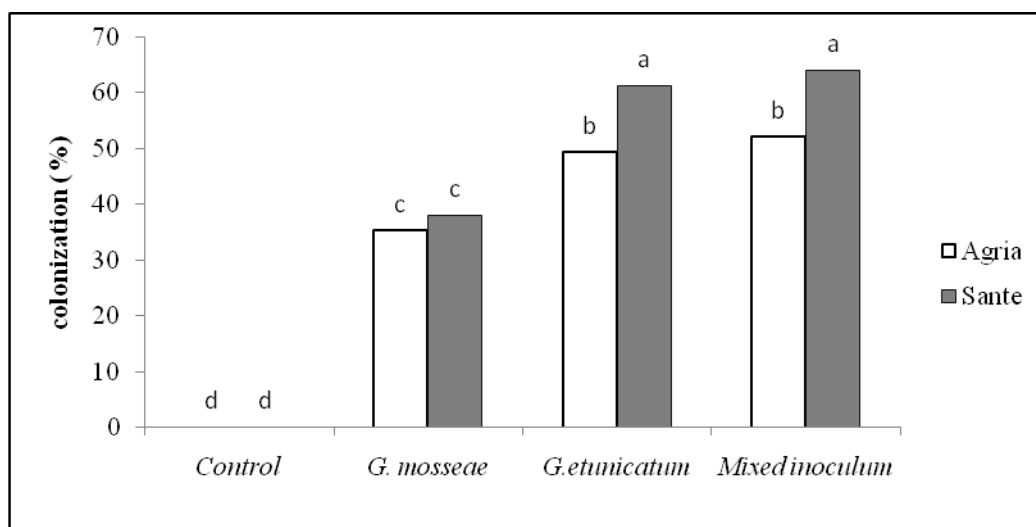 70
60
50
40
30
20
10
0
colonization (%)
a
a
b
b
c
c
d d
Control
G. mosseae
G.etunicatum
Mixed inoculum
Agria
Sante